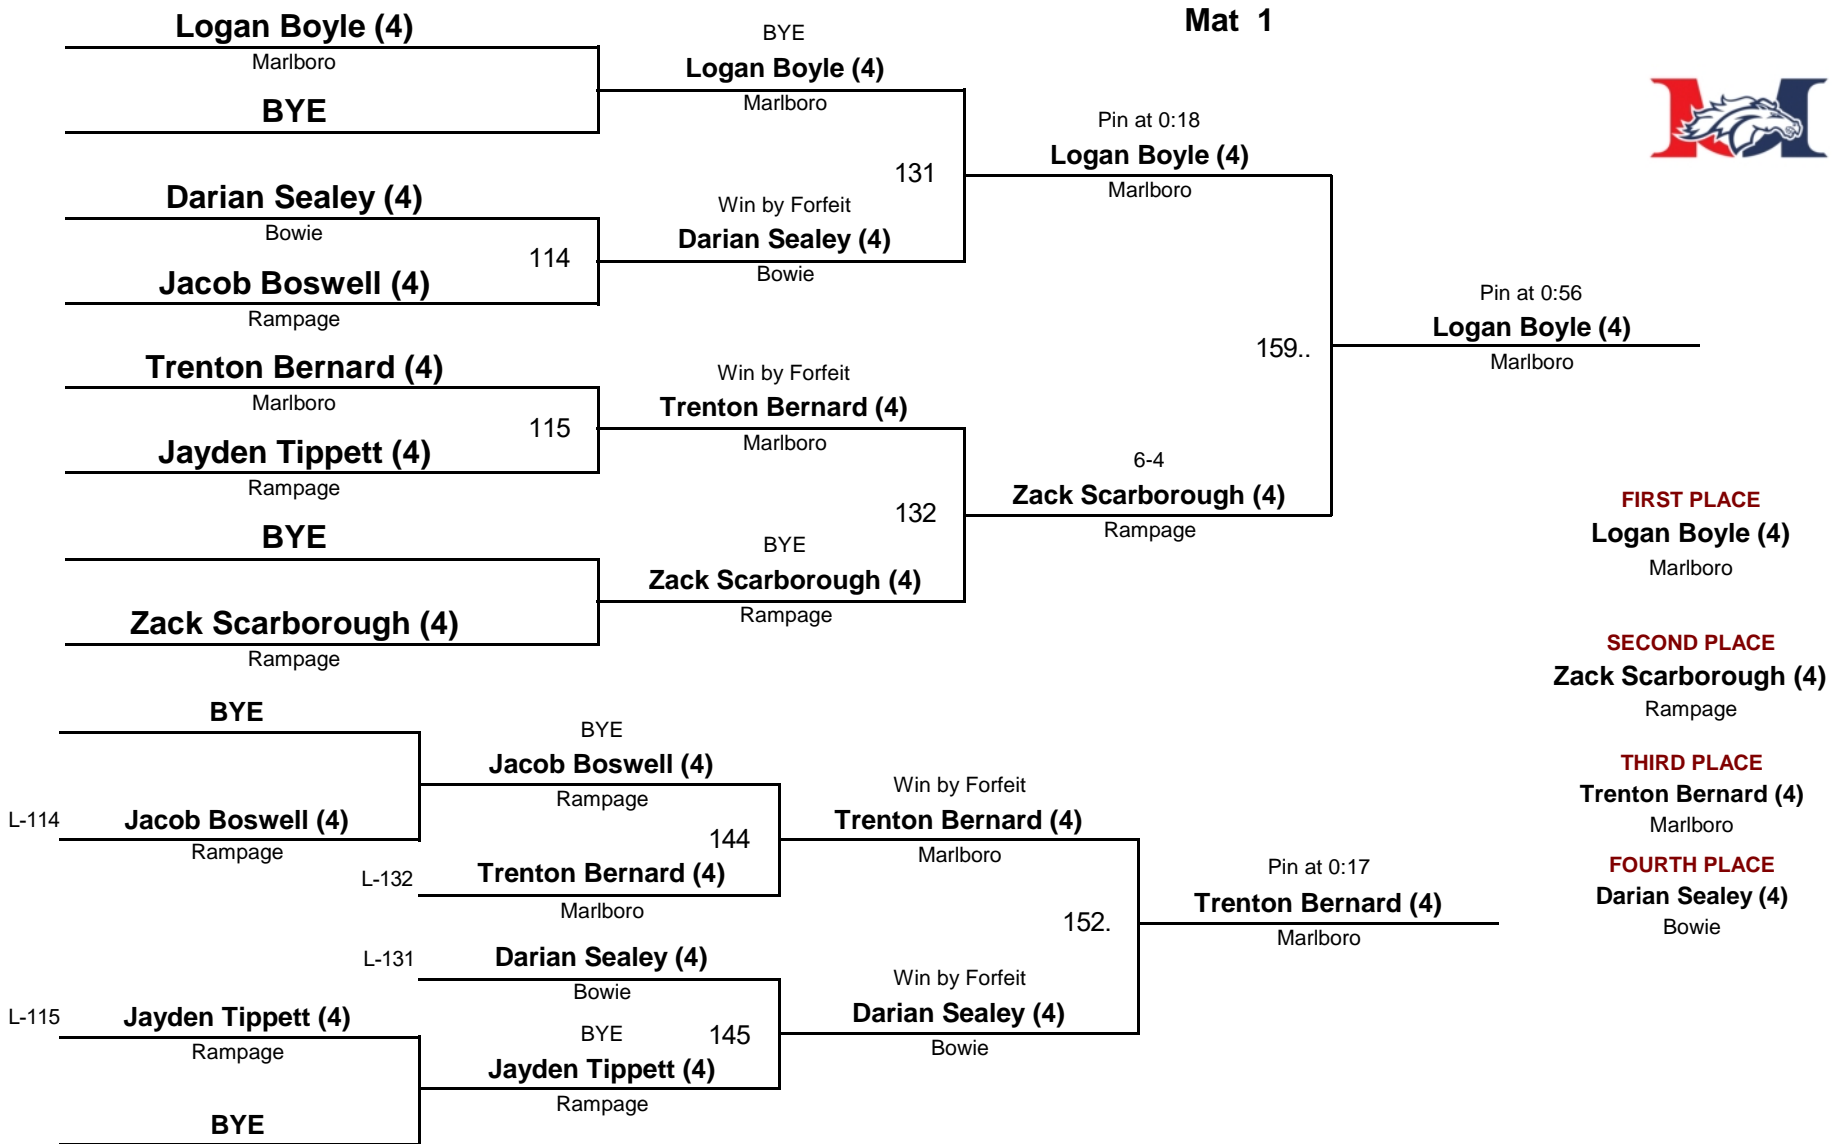 Mat 1
Logan Boyle (4)
Marlboro
BYE
Darian Sealey (4)
Bowie
114
Jacob Boswell (4)
Rampage
Trenton Bernard (4)
Marlboro
115
Jayden Tippett (4)
Rampage
BYE
Zack Scarborough (4)
Rampage
BYE
Logan Boyle (4)
Marlboro
131
Win by Forfeit
Darian Sealey (4)
Bowie
Win by Forfeit
Trenton Bernard (4)
Marlboro
132
BYE
Zack Scarborough (4)
Rampage
Pin at 0:18
Logan Boyle (4)
Marlboro
159..
6-4
Zack Scarborough (4)
Rampage
Pin at 0:56
Logan Boyle (4)
Marlboro
FIRST PLACE
Logan Boyle (4)
Marlboro
SECOND PLACE
Zack Scarborough (4)
Rampage
THIRD PLACE
Trenton Bernard (4)
Marlboro
FOURTH PLACE
Darian Sealey (4)
Bowie
BYE
L-114
Jacob Boswell (4)
Rampage
L-115
Jayden Tippett (4)
Rampage
BYE
BYE
Jacob Boswell (4)
Rampage
144
L-132
Trenton Bernard (4)
Marlboro
L-131
Darian Sealey (4)
Bowie
BYE
145
Jayden Tippett (4)
Rampage
Win by Forfeit
Trenton Bernard (4)
Marlboro
152.
Win by Forfeit
Darian Sealey (4)
Bowie
Pin at 0:17
Trenton Bernard (4)
Marlboro
M